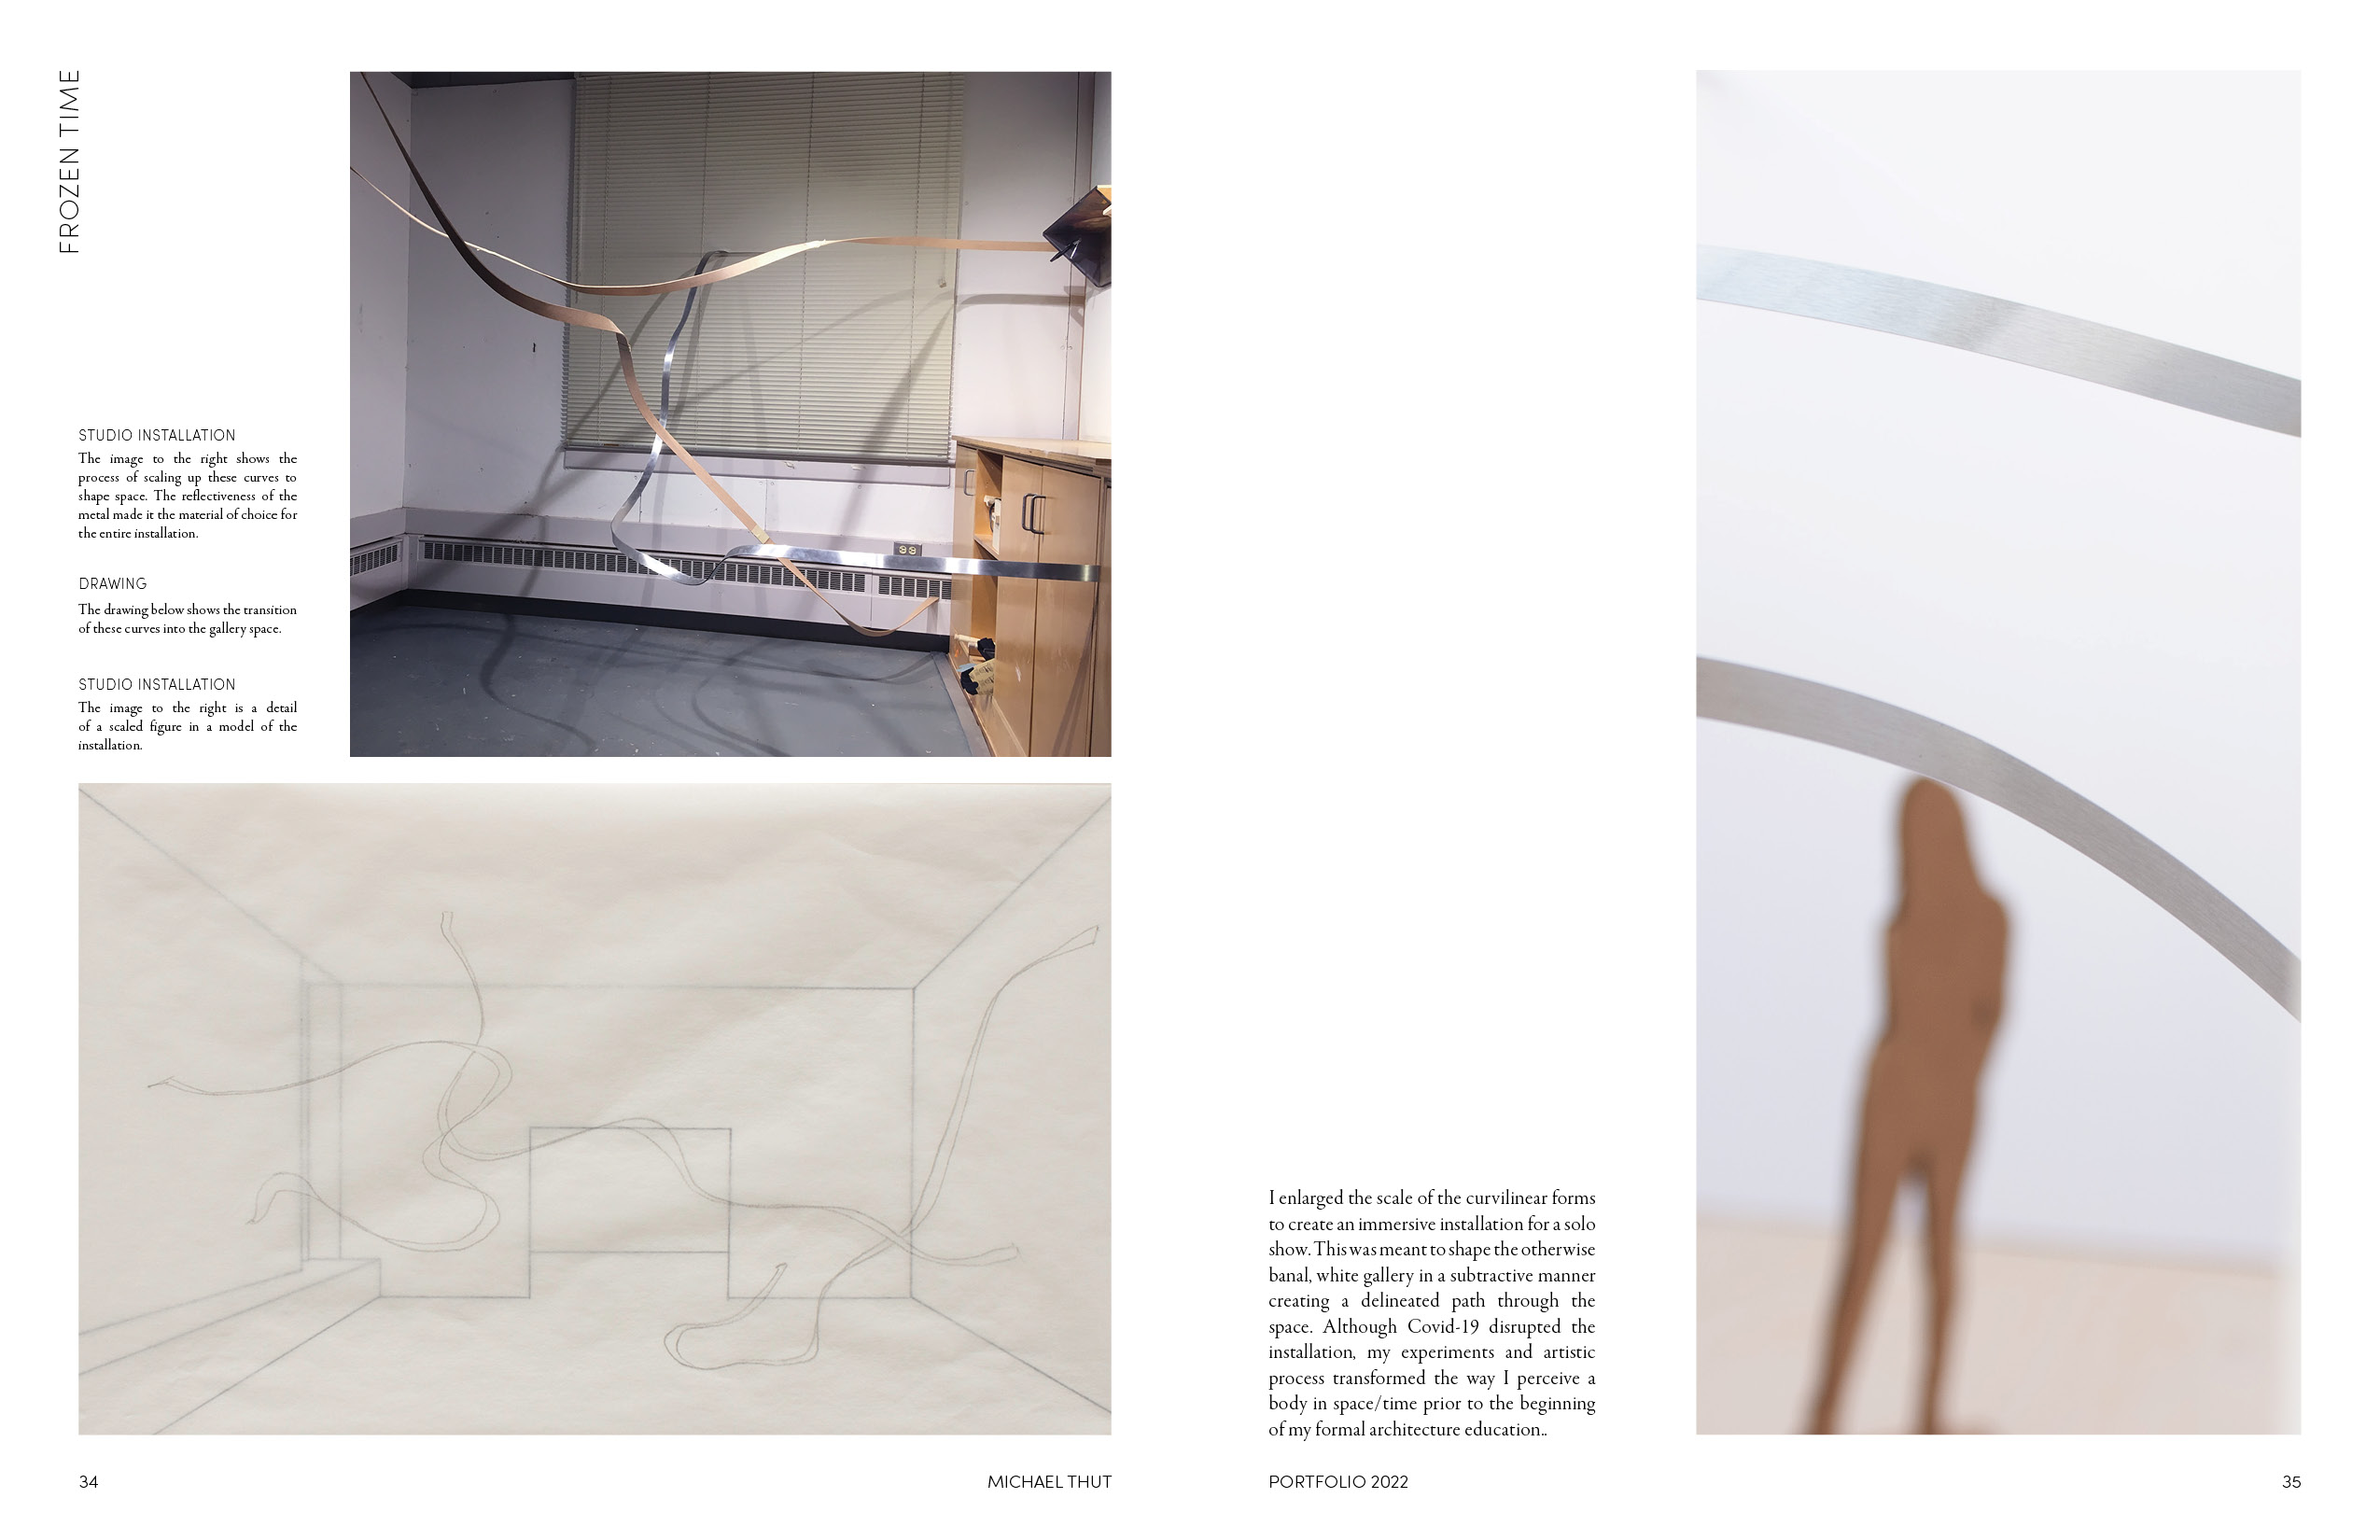 FROZEN TIME
STUDIO INSTALLATION
The image to the right shows the
process of scaling up these curves to
shape space. The reflectiveness of the
metal made it the material of choice for
the entire installation.
DRAWING
The drawing below shows the transition
of these curves into the gallery space.
STUDIO INSTALLATION
The image to the right is a detail
of a scaled figure in a model of the
installation.
I enlarged the scale of the curvilinear forms
to create an immersive installation for a solo
show. This was meant to shape the otherwise
banal, white gallery in a subtractive manner
creating a delineated path through the
space. Although Covid-19 disrupted the
installation, my experiments and artistic
process transformed the way I perceive a
body in space/time prior to the beginning
of my formal architecture education..
34
MICHAEL THUT
PORTFOLIO 2022
35